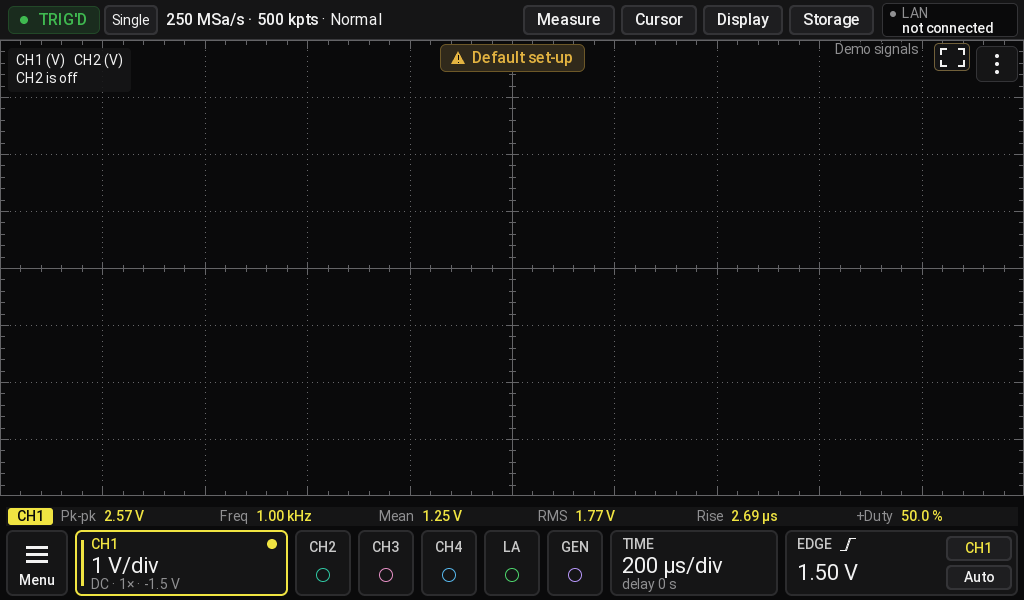 TRIG'D
Single
250 MSa/s · 500 kpts · Normal
Measure
Cursor
Display
Storage
LAN
not connected
CH1 (V) CH2 (V)
CH2 is off
Default set-up
Demo signals
CH1 Pk-pk 2.57 V Freq 1.00 kHz Mean 1.25 V RMS 1.77 V Rise 2.69 µs +Duty 50.0 %
Menu
CH1
1 V/div
DC · 1× · -1.5 V
CH2
CH3
CH4
LA
GEN
TIME
200 µs/div
delay 0 s
EDGE
1.50 V
CH1
Auto